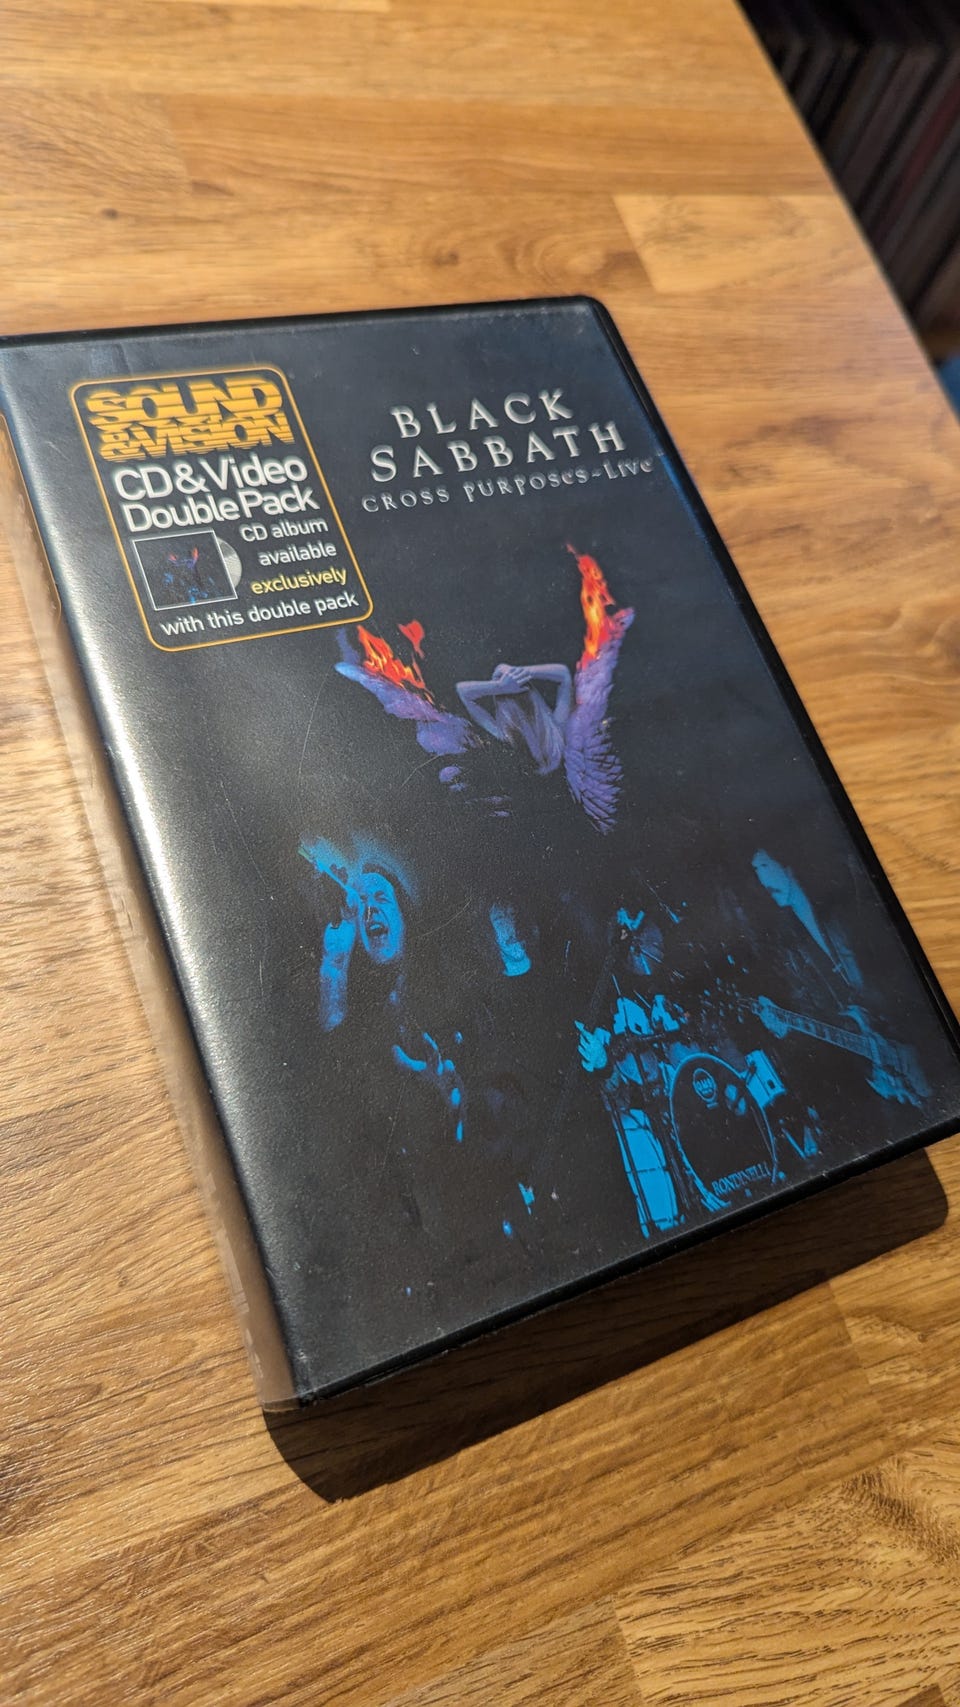 SOUND
&VISION
CD & Video
Double Pack
CD album
available
exclusively
with this double pack
BLACK
SABBATH
CROSS PURPOSES~LIVE
RONDINELLI